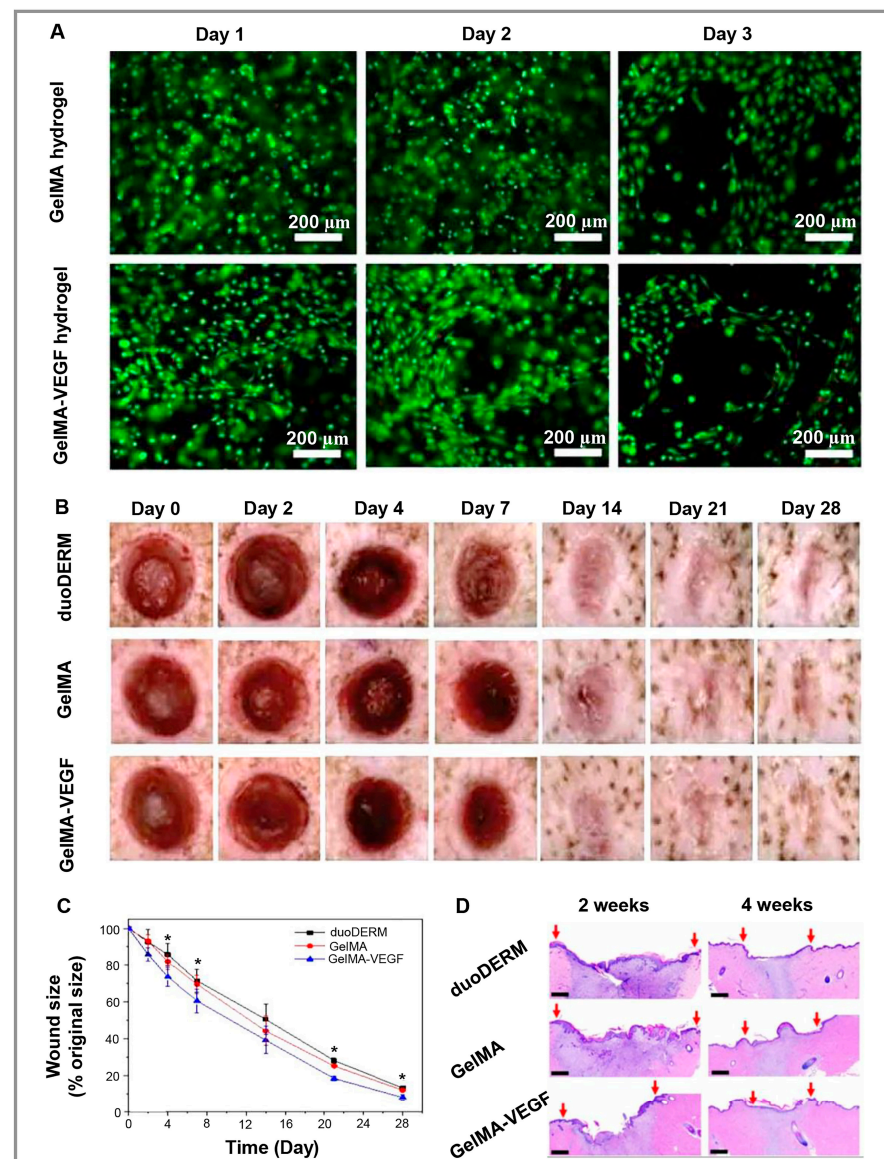 A
Day 1 Day 2 Day 3
GelMA hydrogel
200 µm 200 µm 200 µm
GelMA-VEGF hydrogel
200 µm 200 µm 200 µm
B
Day 0 Day 2 Day 4 Day 7 Day 14 Day 21 Day 28
duoDERM
GelMA
GelMA-VEGF
C
Wound size
(% original size)
100
80
60
40
20
0
* * * *
duoDERM
GelMA
GelMA-VEGF
0 4 8 12 16 20 24 28
Time (Day)
D
2 weeks 4 weeks
duoDERM
GelMA
GelMA-VEGF